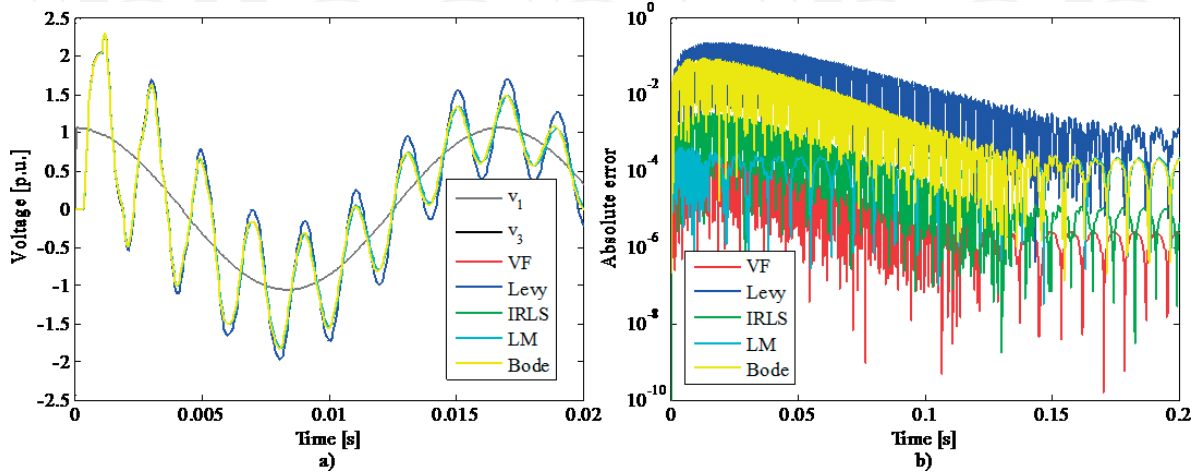 2.5
2
1.5
1
0.5
0
-0.5
-1
-1.5
-2
-2.5
Voltage [p.u.]
0
0.005
0.01
0.015
0.02
Time [s]
a)
v1
v3
VF
Levy
IRLS
LM
Bode
10^0
10^-2
10^-4
10^-6
10^-8
10^-10
Absolute error
0
0.05
0.1
0.15
0.2
Time [s]
b)
VF
Levy
IRLS
LM
Bode